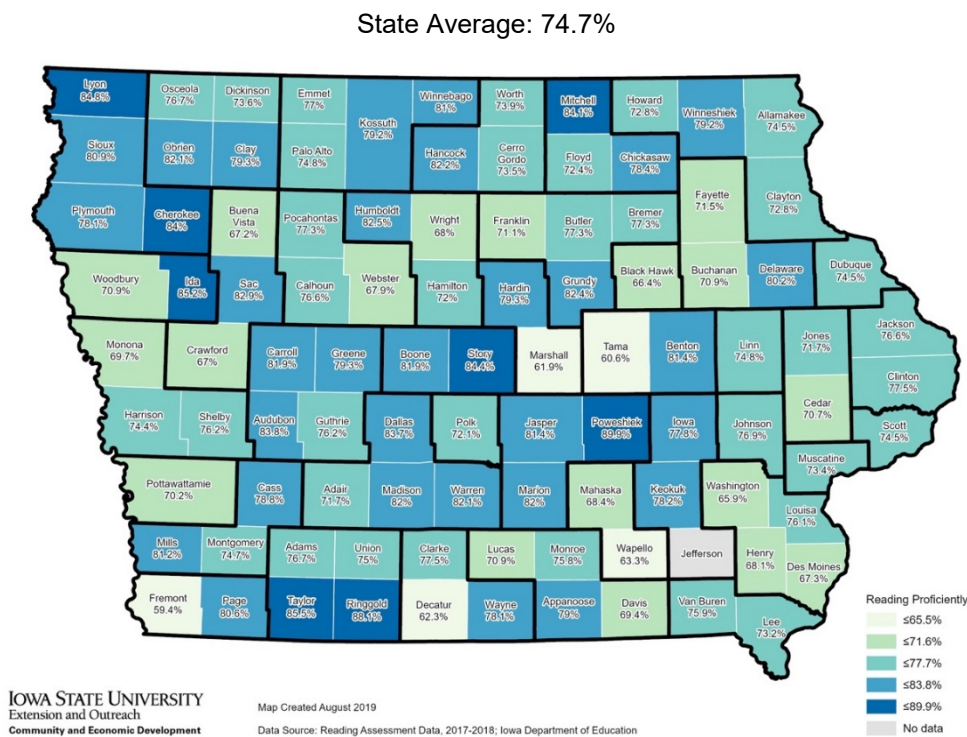 State Average: 74.7%
Lyon
84.8%
Osceola
76.7%
Dickinson
73.6%
Emmet
77%
Kossuth
79.2%
Winnebago
81%
Worth
73.9%
Mitchell
84.1%
Howard
72.8%
Winneshiek
79.2%
Allamakee
74.5%
Sioux
80.9%
Obrien
82.1%
Clay
79.3%
Palo Alto
74.8%
Hancock
82.2%
Cerro
Gordo
73.5%
Floyd
72.4%
Chickasaw
78.4%
Fayette
71.5%
Clayton
72.8%
Plymouth
78.1%
Cherokee
84%
Buena
Vista
67.2%
Pocahontas
77.3%
Humboldt
82.5%
Wright
68%
Franklin
71.1%
Butler
77.3%
Bremer
77.3%
Woodbury
70.9%
Ida
85.2%
Sac
82.9%
Calhoun
76.6%
Webster
67.9%
Hamilton
72%
Hardin
79.3%
Grundy
82.4%
Black Hawk
66.4%
Buchanan
70.9%
Delaware
80.2%
Dubuque
74.5%
Monona
69.7%
Crawford
67%
Carroll
81.9%
Greene
79.3%
Boone
81.9%
Story
84.4%
Marshall
61.9%
Tama
60.6%
Benton
81.4%
Linn
74.8%
Jones
71.7%
Jackson
76.6%
Clinton
77.5%
Cedar
70.7%
Harrison
74.4%
Shelby
76.2%
Audubon
83.8%
Guthrie
76.2%
Dallas
83.7%
Polk
72.1%
Jasper
81.4%
Poweshiek
89.9%
Iowa
77.8%
Johnson
76.9%
Scott
74.5%
Muscatine
73.4%
Pottawattamie
70.2%
Cass
78.8%
Adair
71.7%
Madison
82%
Warren
82.1%
Marion
82%
Mahaska
68.4%
Keokuk
78.2%
Washington
65.9%
Louisa
76.1%
Mills
81.2%
Montgomery
74.7%
Adams
76.7%
Union
75%
Clarke
77.5%
Lucas
70.9%
Monroe
75.8%
Wapello
63.3%
Jefferson
Henry
68.1%
Des Moines
67.3%
Fremont
59.4%
Page
80.6%
Taylor
85.5%
Ringgold
88.1%
Decatur
62.3%
Wayne
78.1%
Appanoose
79%
Davis
69.4%
Van Buren
75.9%
Lee
73.2%
Reading Proficiently
≤65.5%
≤71.6%
≤77.7%
≤83.8%
≤89.9%
No data
IOWA STATE UNIVERSITY
Extension and Outreach
Community and Economic Development
Map Created August 2019
Data Source: Reading Assessment Data, 2017-2018; Iowa Department of Education